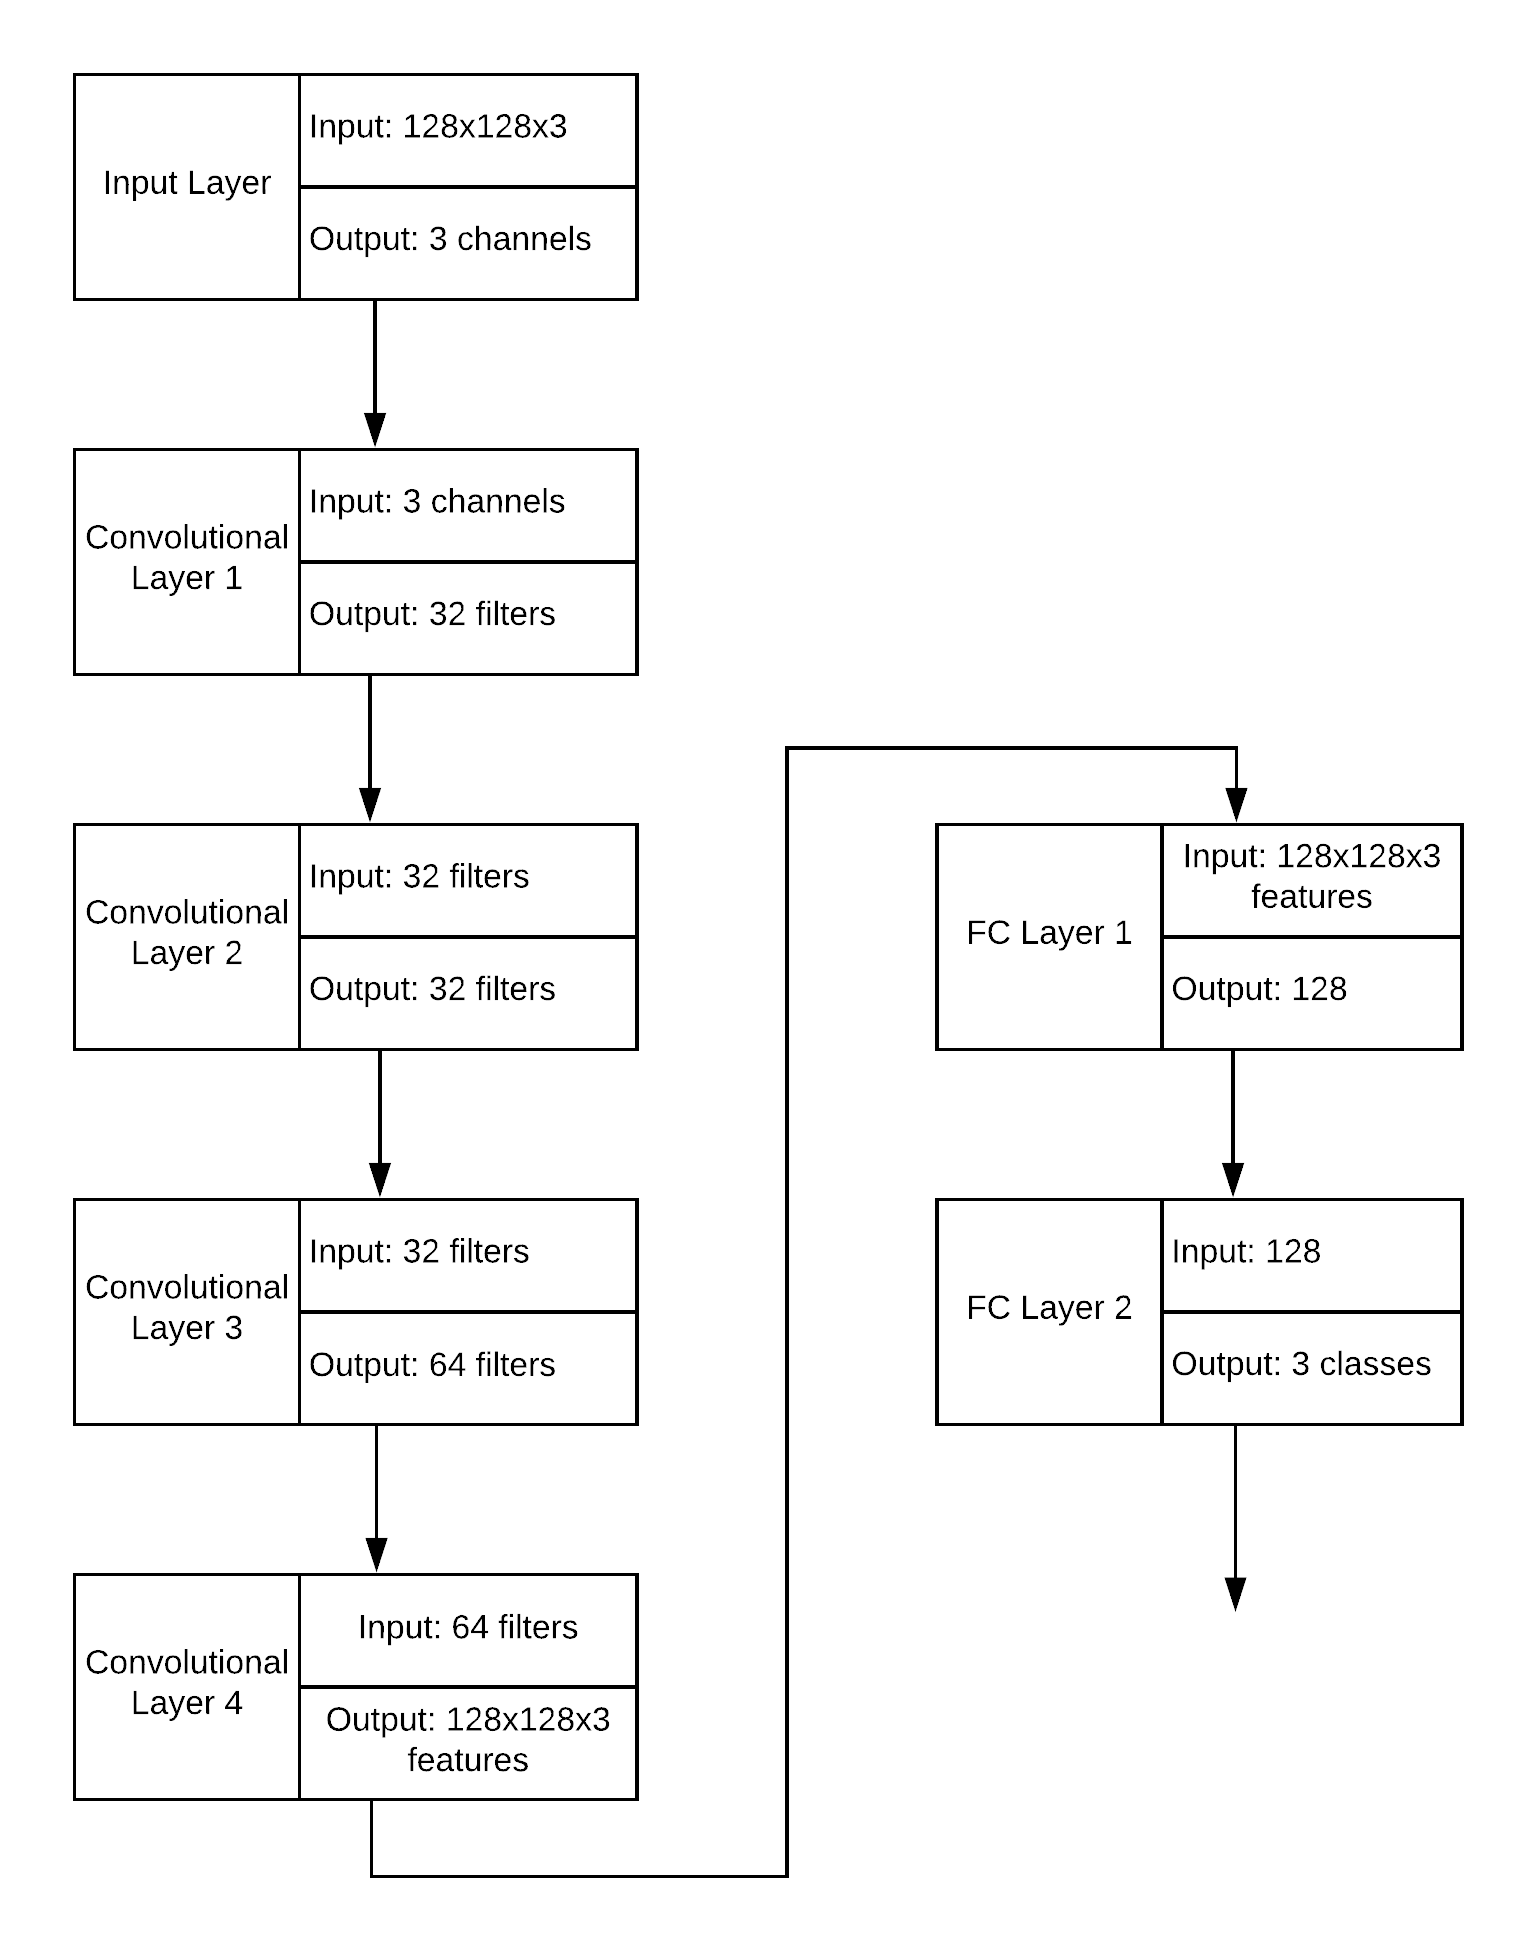 Input Layer
Input: 128x128x3
Output: 3 channels
Convolutional
Layer 1
Input: 3 channels
Output: 32 filters
Convolutional
Layer 2
Input: 32 filters
Output: 32 filters
Convolutional
Layer 3
Input: 32 filters
Output: 64 filters
Convolutional
Layer 4
Input: 64 filters
Output: 128x128x3
features
FC Layer 1
Input: 128x128x3
features
Output: 128
FC Layer 2
Input: 128
Output: 3 classes